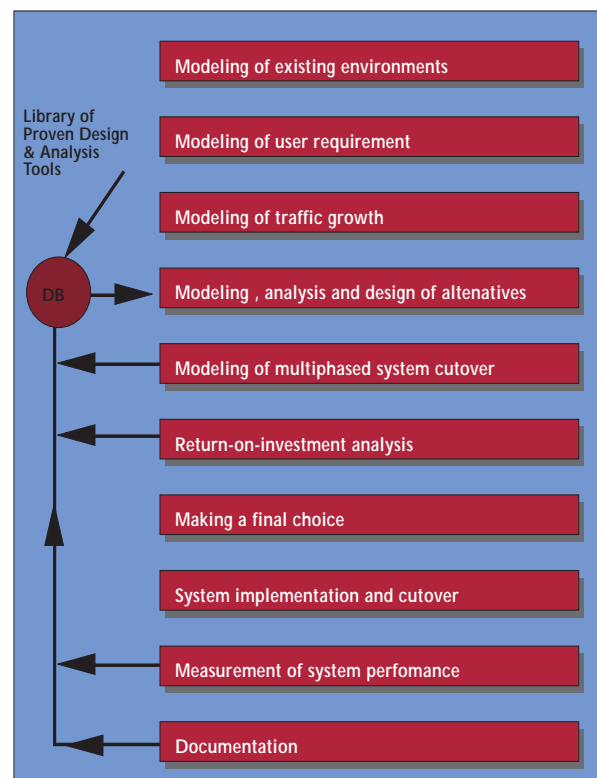 Modeling of existing environments
Library of
Proven Design
& Analysis
Tools
Modeling of user requirement
Modeling of traffic growth
DB
Modeling , analysis and design of altenatives
Modeling of multiphased system cutover
Return-on-investment analysis
Making a final choice
System implementation and cutover
Measurement of system perfomance
Documentation